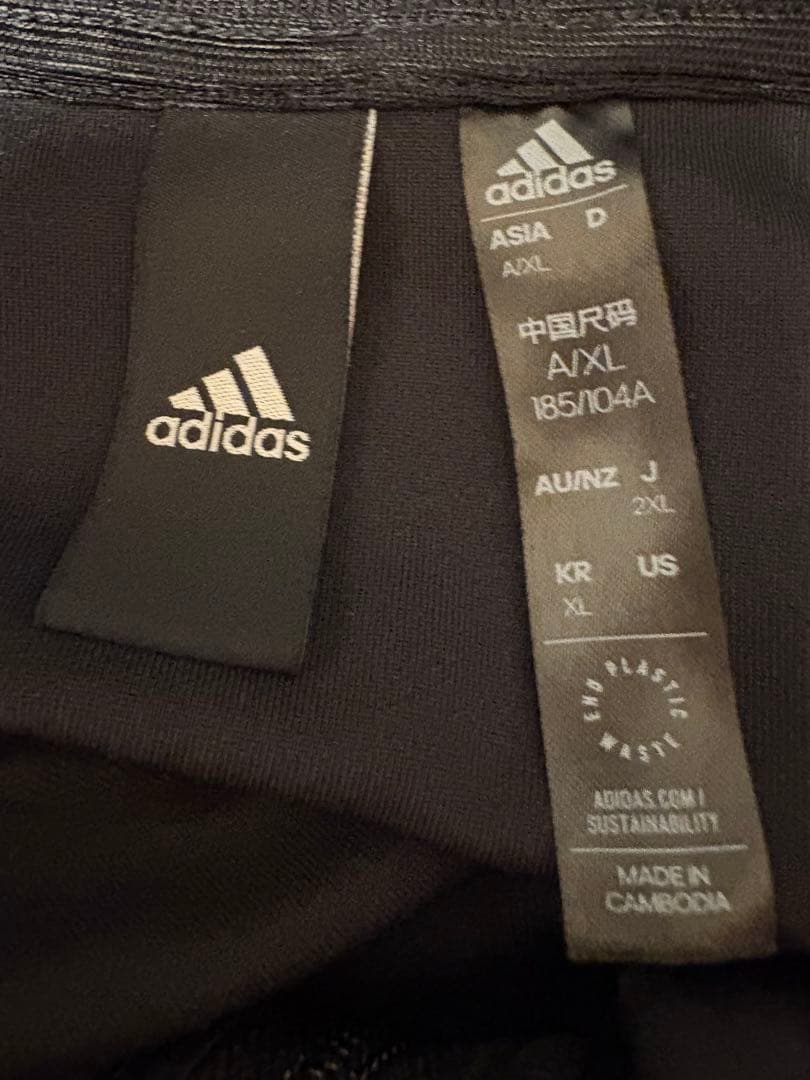 adidas
adidas
ASIA D
A/XL
中国尺码
A/XL
185/104A
AU/NZ J
2XL
KR US
XL
END PLASTIC WASTE
ADIDAS.COM/
SUSTAINABILITY
MADE IN
CAMBODIA